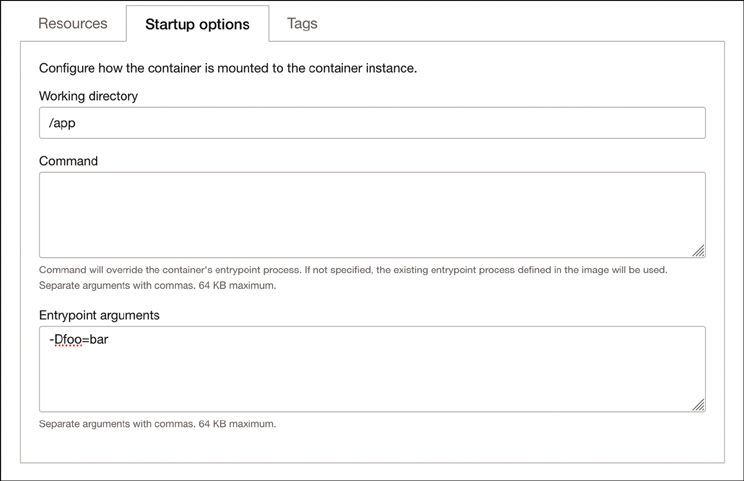 Resources Startup options Tags
Configure how the container is mounted to the container instance.
Working directory
/app
Command
Command will override the container's entrypoint process. If not specified, the existing entrypoint process defined in the image will be used.
Separate arguments with commas. 64 KB maximum.
Entrypoint arguments
-Dfoo=bar
Separate arguments with commas. 64 KB maximum.